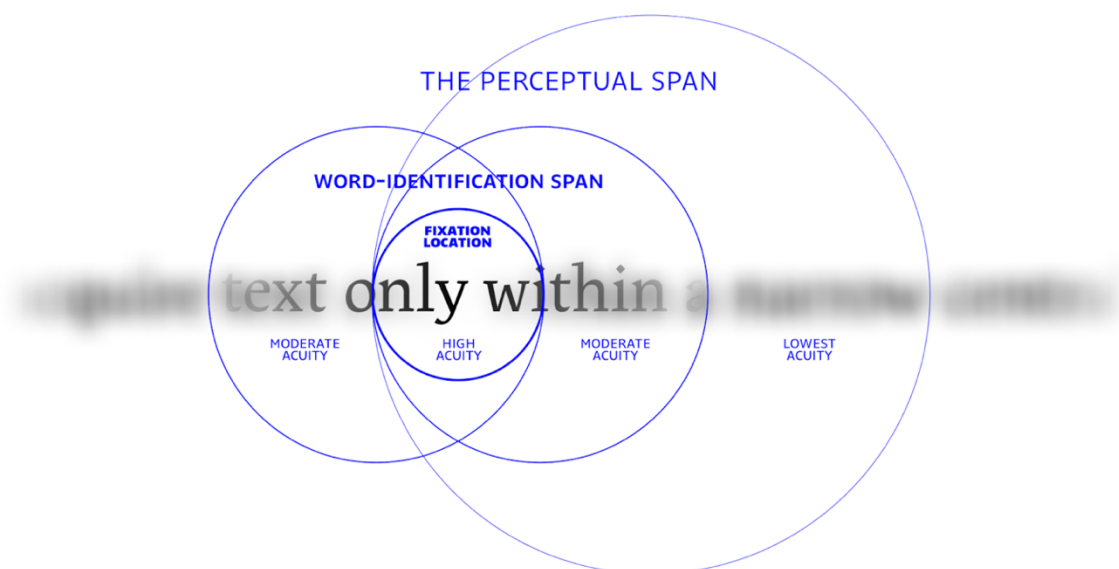 THE PERCEPTUAL SPAN
WORD-IDENTIFICATION SPAN
FIXATION
LOCATION
text only within a
MODERATE
ACUITY
HIGH
ACUITY
MODERATE
ACUITY
LOWEST
ACUITY